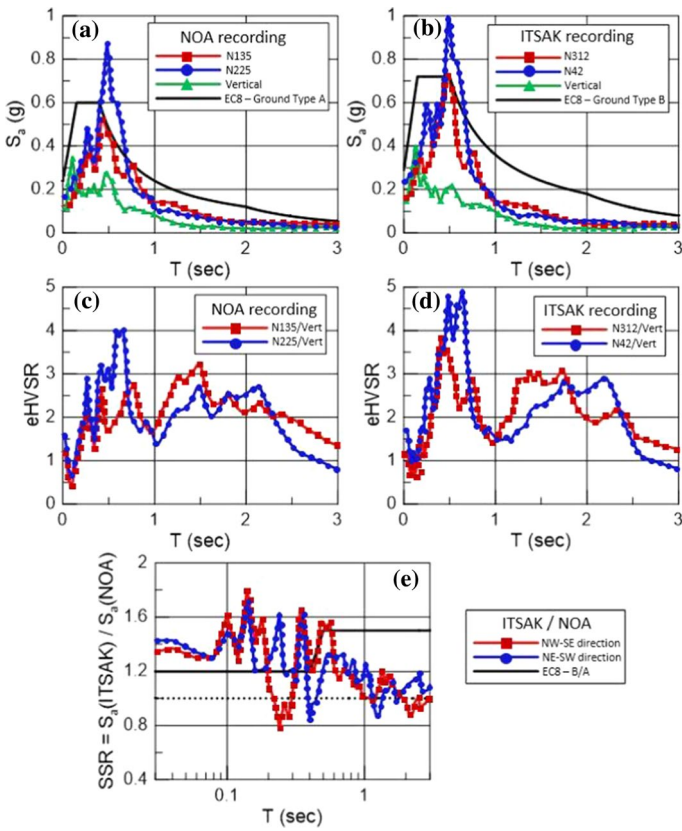 (a)
NOA recording
N135
N225
Vertical
EC8 – Ground Type A
1
0.8
0.6
0.4
0.2
0
Sa (g)
0 1 2 3
T (sec)
(b)
ITSAK recording
N312
N42
Vertical
EC8 – Ground Type B
1
0.8
0.6
0.4
0.2
0
Sa (g)
0 1 2 3
T (sec)
(c)
NOA recording
N135/Vert
N225/Vert
5
4
3
2
1
0
eHVSR
0 1 2 3
T (sec)
(d)
ITSAK recording
N312/Vert
N42/Vert
5
4
3
2
1
0
eHVSR
0 1 2 3
T (sec)
(e)
2
1.6
1.2
0.8
0.4
SSR = Sa(ITSAK) / Sa(NOA)
0.1 1
T (sec)
ITSAK / NOA
NW-SE direction
NE-SW direction
EC8 – B/A